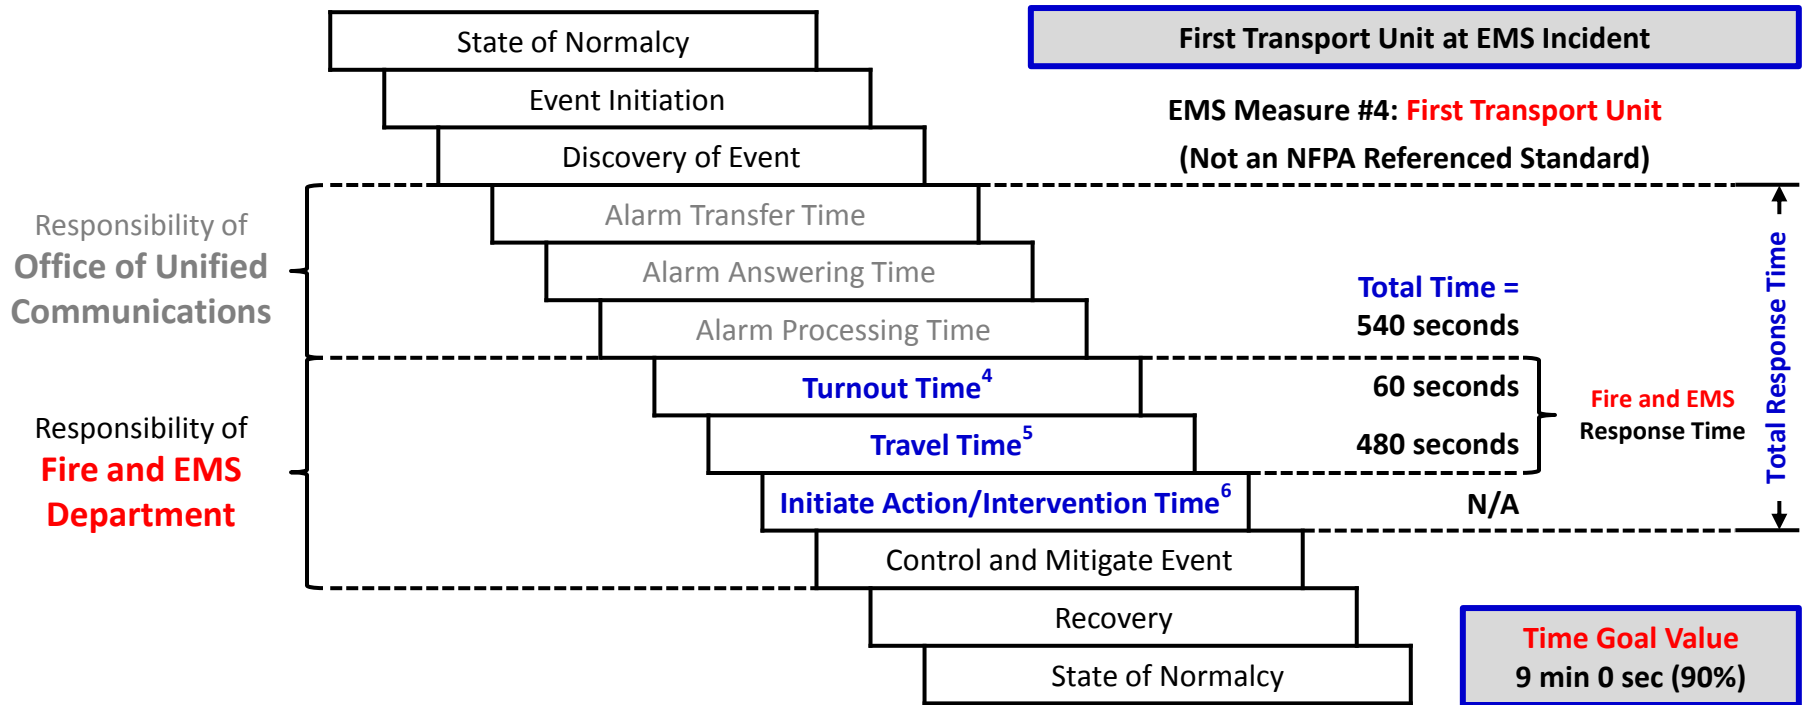 State of Normalcy
First Transport Unit at EMS Incident
Event Initiation
EMS Measure #4: First Transport Unit
Discovery of Event
(Not an NFPA Referenced Standard)
Responsibility of
Office of Unified
Communications
Alarm Transfer Time
Alarm Answering Time
Alarm Processing Time
Total Time =
540 seconds
Total Response Time
Responsibility of
Fire and EMS
Department
Turnout Time4
60 seconds
Travel Time5
480 seconds
Fire and EMS
Response Time
Initiate Action/Intervention Time6
N/A
Control and Mitigate Event
Recovery
State of Normalcy
Time Goal Value
9 min 0 sec (90%)